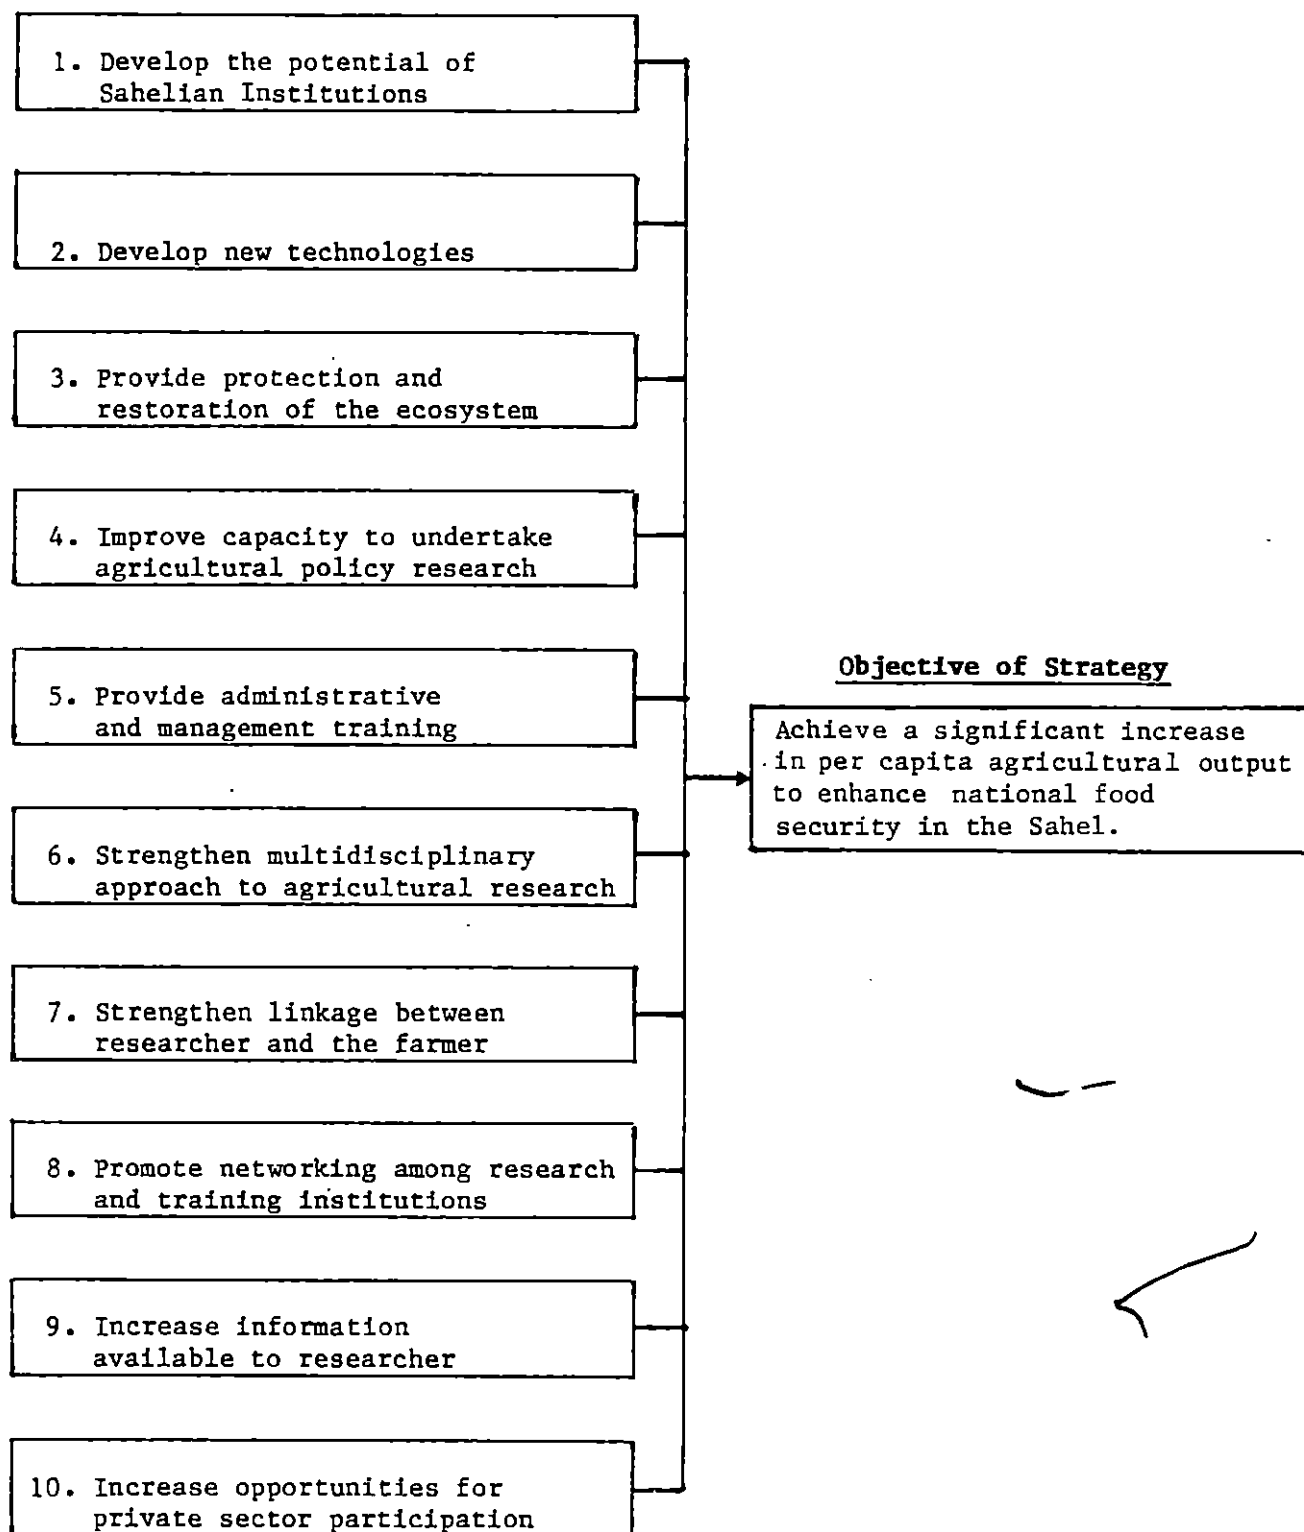 1. Develop the potential of
Sahelian Institutions
2. Develop new technologies
3. Provide protection and
restoration of the ecosystem
4. Improve capacity to undertake
agricultural policy research
5. Provide administrative
and management training
6. Strengthen multidisciplinary
approach to agricultural research
7. Strengthen linkage between
researcher and the farmer
8. Promote networking among research
and training institutions
9. Increase information
available to researcher
10. Increase opportunities for
private sector participation
Objective of Strategy
Achieve a significant increase
in per capita agricultural output
to enhance national food
security in the Sahel.